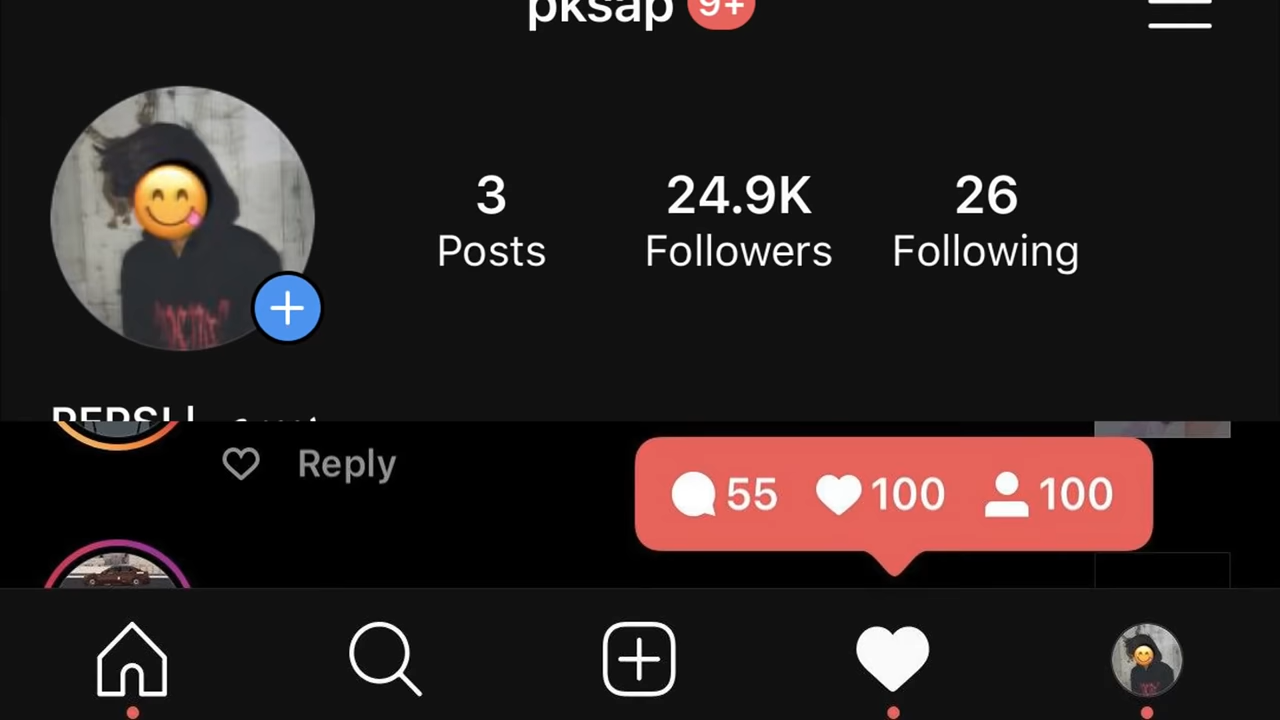 pksap 9+
3 24.9K 26
Posts Followers Following
Reply
55 100 100